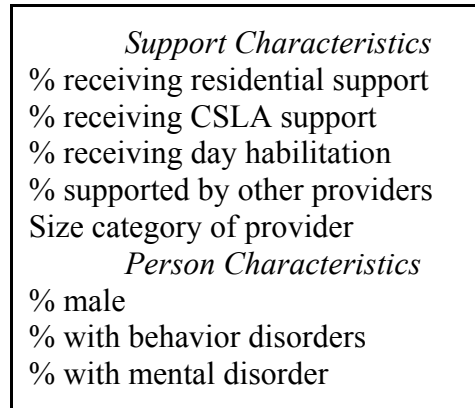 Support Characteristics
% receiving residential support
% receiving CSLA support
% receiving day habilitation
% supported by other providers
Size category of provider
Person Characteristics
% male
% with behavior disorders
% with mental disorder